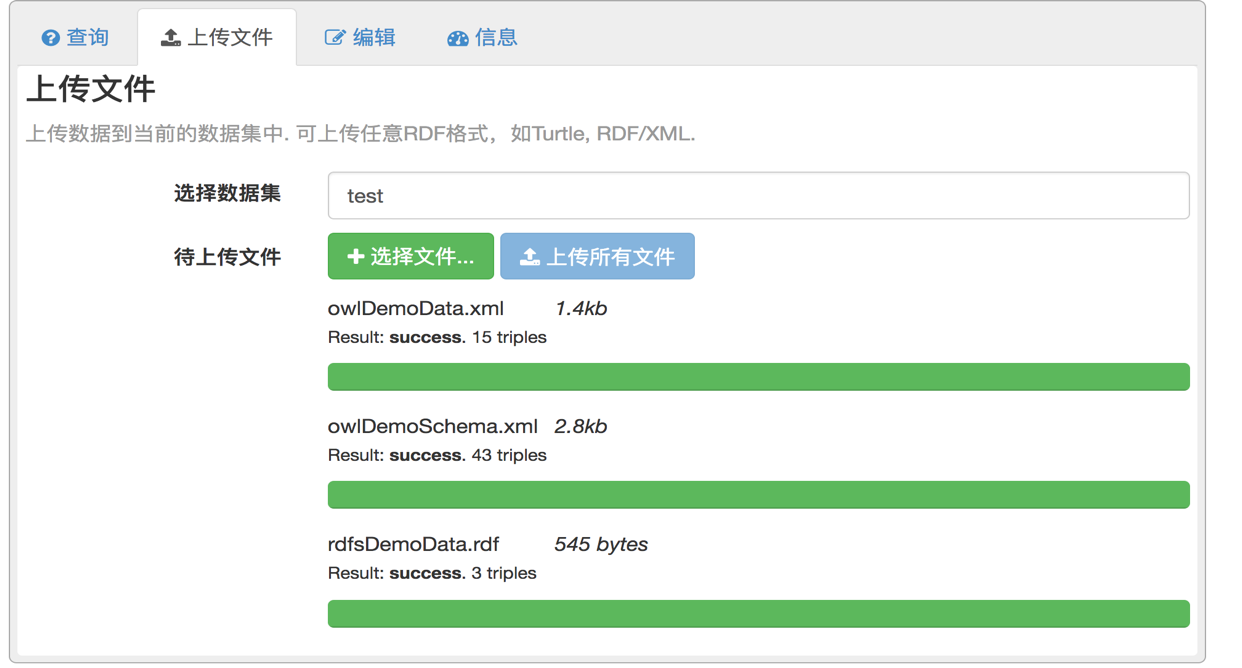 查询 上传文件 编辑 信息
上传文件
上传数据到当前的数据集中. 可上传任意RDF格式，如Turtle, RDF/XML.
选择数据集 test
待上传文件 选择文件... 上传所有文件
owlDemoData.xml 1.4kb
Result: success. 15 triples
owlDemoSchema.xml 2.8kb
Result: success. 43 triples
rdfsDemoData.rdf 545 bytes
Result: success. 3 triples